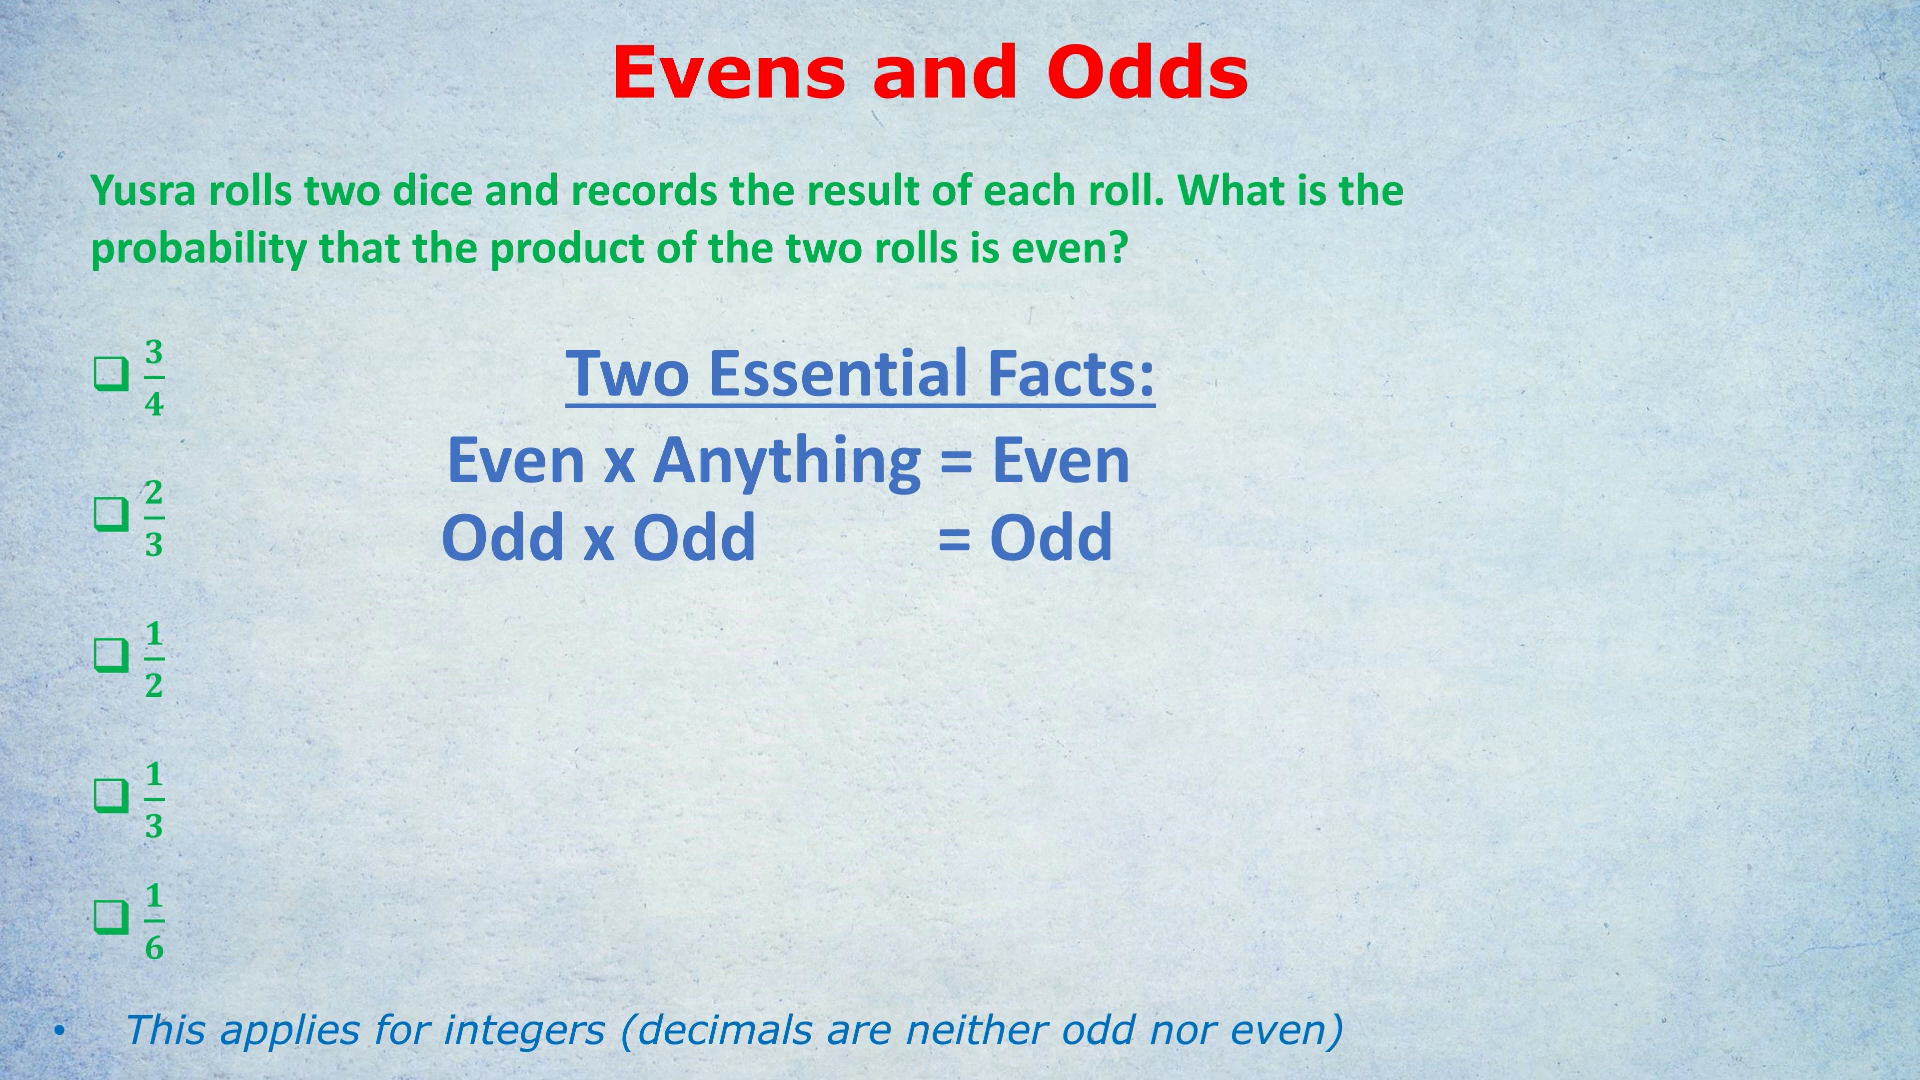 Evens and Odds
Yusra rolls two dice and records the result of each roll. What is the
probability that the product of the two rolls is even?
❑ 3/4
❑ 2/3
❑ 1/2
❑ 1/3
❑ 1/6
Two Essential Facts:
Even x Anything = Even
Odd x Odd = Odd
• This applies for integers (decimals are neither odd nor even)